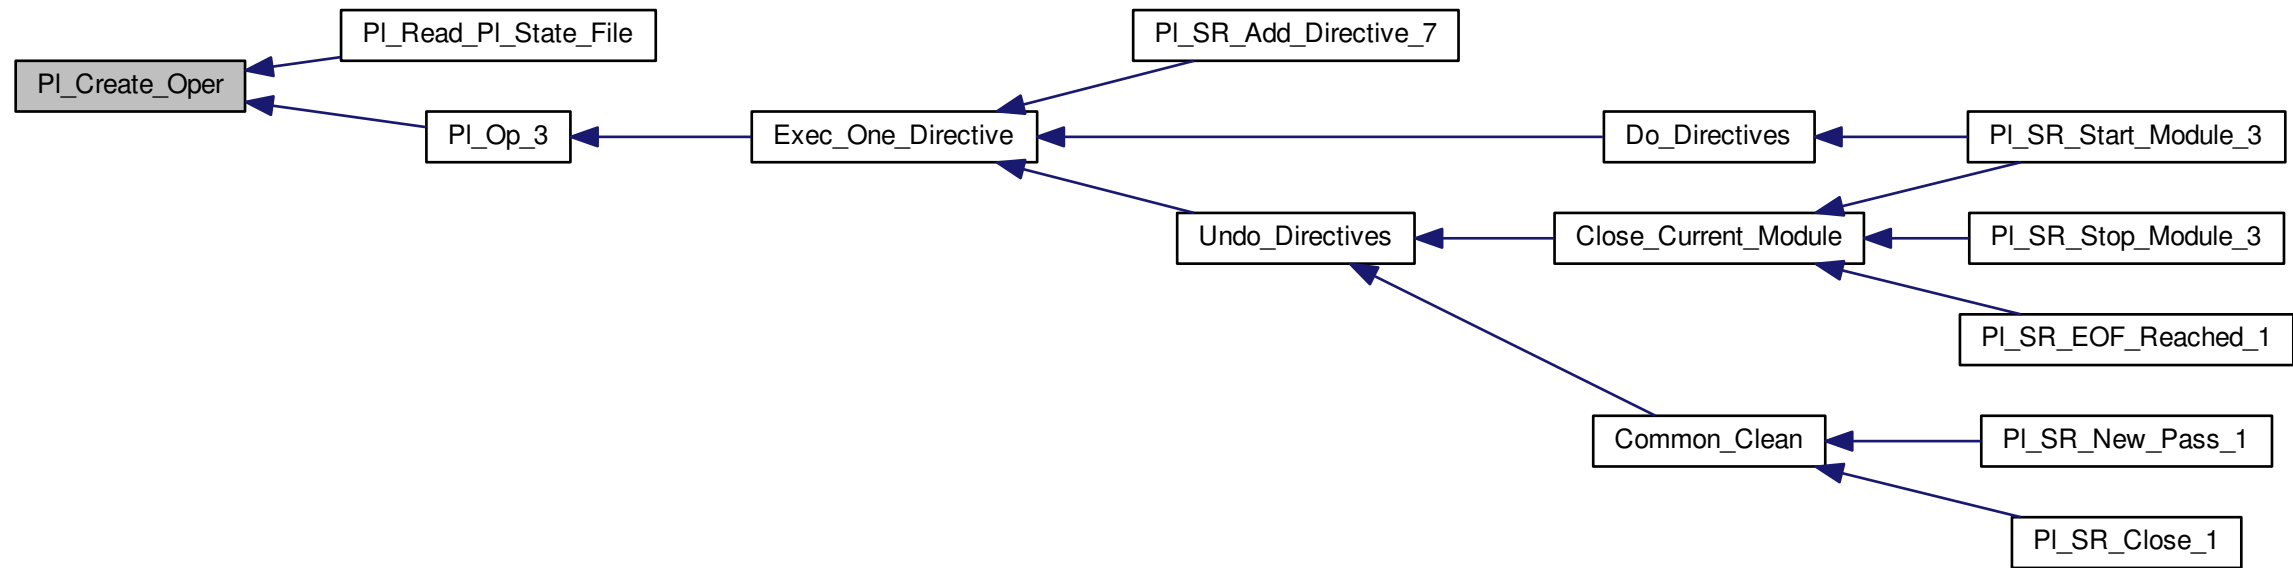 Pl_Read_Pl_State_File
Pl_SR_Add_Directive_7
Pl_Create_Oper
Pl_Op_3
Exec_One_Directive
Do_Directives
Pl_SR_Start_Module_3
Undo_Directives
Close_Current_Module
Pl_SR_Stop_Module_3
Pl_SR_EOF_Reached_1
Common_Clean
Pl_SR_New_Pass_1
Pl_SR_Close_1